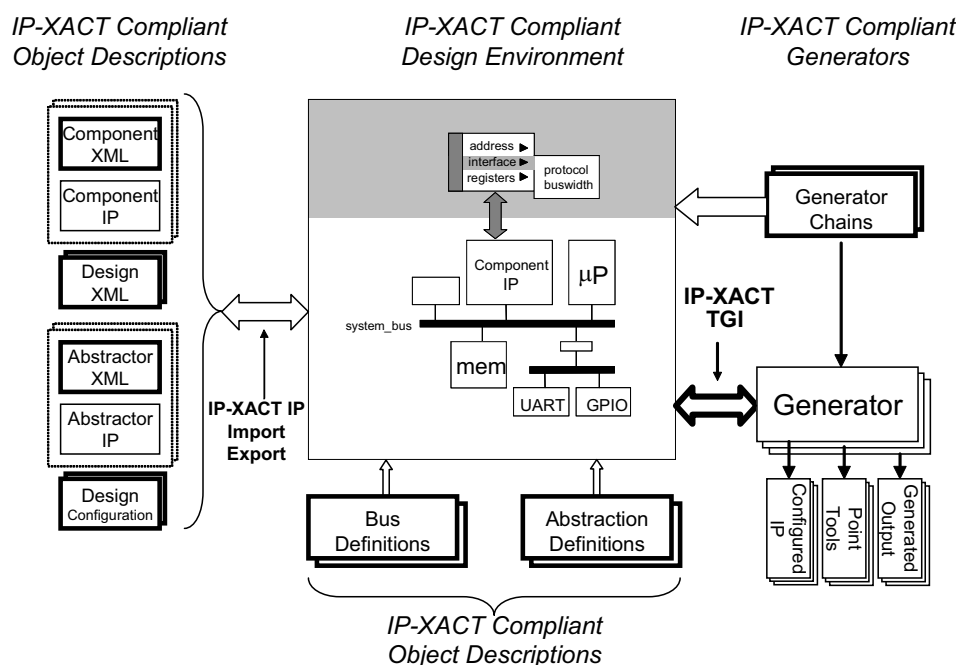 IP-XACT Compliant
Object Descriptions
IP-XACT Compliant
Design Environment
IP-XACT Compliant
Generators
Component
XML
Component
IP
Design
XML
Abstractor
XML
Abstractor
IP
Design
Configuration
IP-XACT IP
Import
Export
address
interface
registers
protocol
buswidth
Component
IP
µP
system_bus
mem
UART
GPIO
Generator
Chains
IP-XACT
TGI
Generator
Configured
IP
Point
Tools
Generated
Output
Bus
Definitions
Abstraction
Definitions
IP-XACT Compliant
Object Descriptions